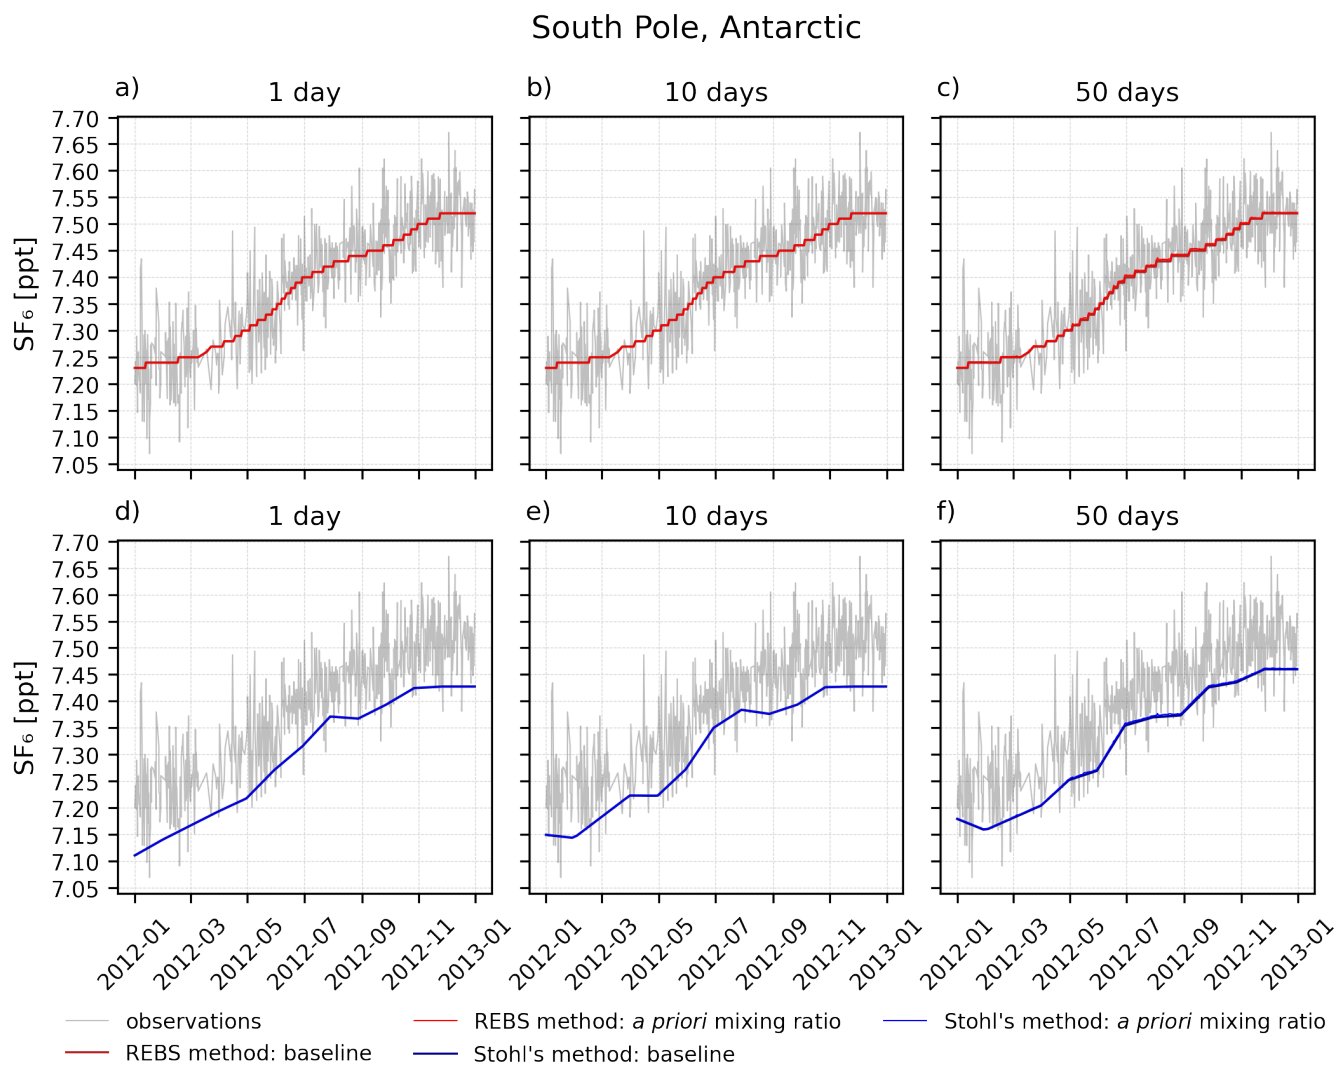 South Pole, Antarctic
a) 1 day
b) 10 days
c) 50 days
SF₆ [ppt]
7.70
7.65
7.60
7.55
7.50
7.45
7.40
7.35
7.30
7.25
7.20
7.15
7.10
7.05
d) 1 day
e) 10 days
f) 50 days
SF₆ [ppt]
7.70
7.65
7.60
7.55
7.50
7.45
7.40
7.35
7.30
7.25
7.20
7.15
7.10
7.05
2012-01 2012-03 2012-05 2012-07 2012-09 2012-11 2013-01
2012-01 2012-03 2012-05 2012-07 2012-09 2012-11 2013-01
2012-01 2012-03 2012-05 2012-07 2012-09 2012-11 2013-01
observations
REBS method: a priori mixing ratio
Stohl's method: a priori mixing ratio
REBS method: baseline
Stohl's method: baseline